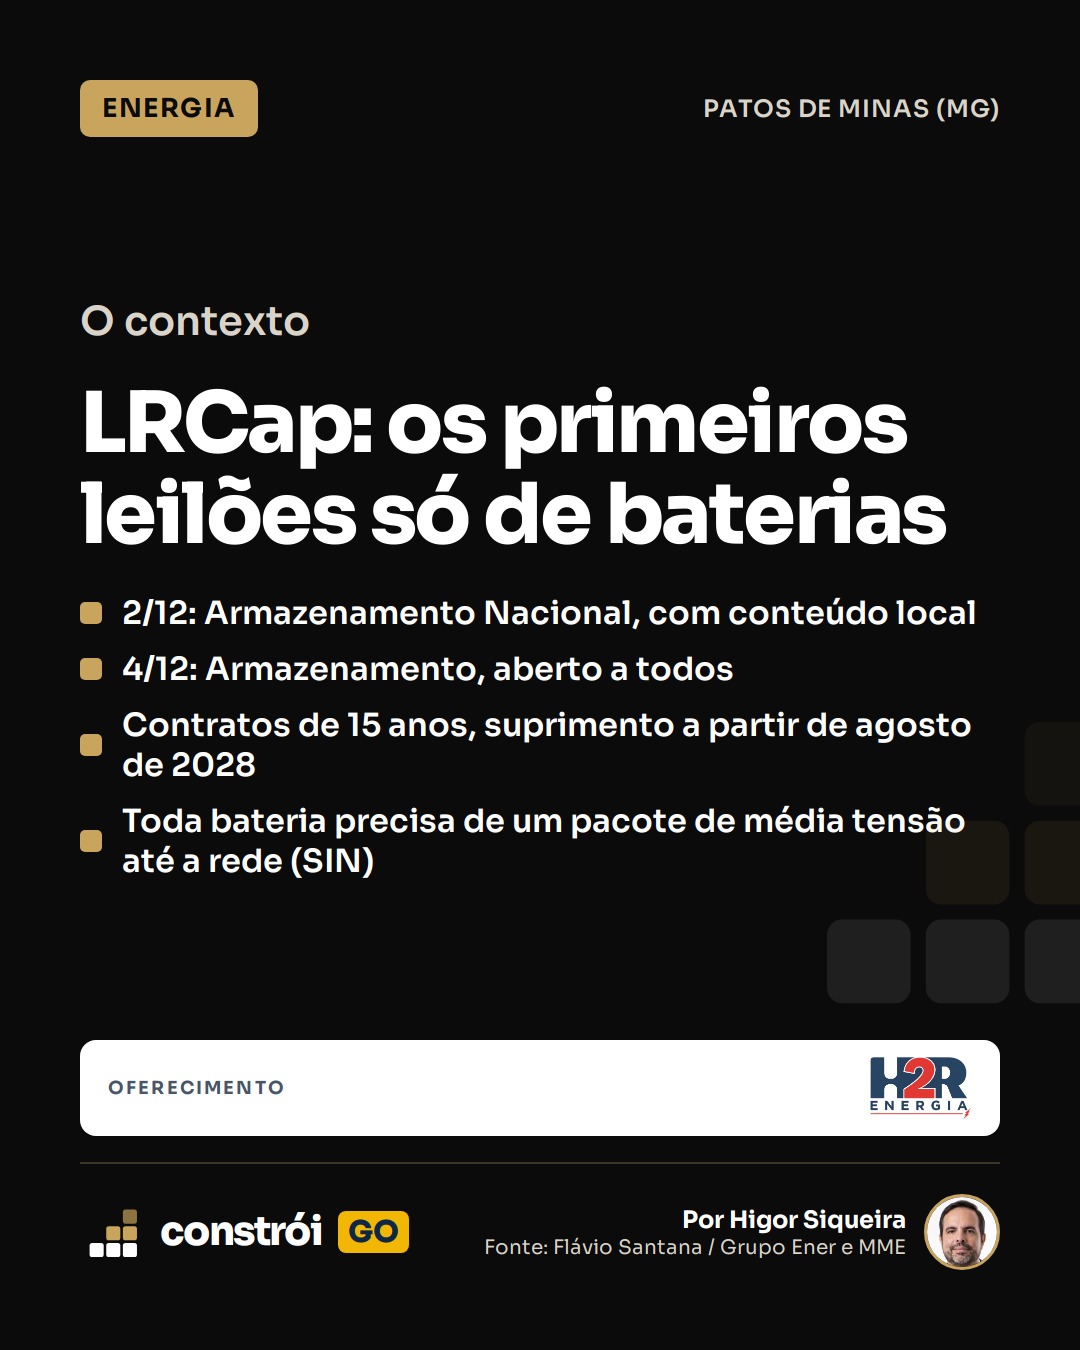 ENERGIA
PATOS DE MINAS (MG)
O contexto
LRCap: os primeiros
leilões só de baterias
2/12: Armazenamento Nacional, com conteúdo local
4/12: Armazenamento, aberto a todos
Contratos de 15 anos, suprimento a partir de agosto
de 2028
Toda bateria precisa de um pacote de média tensão
até a rede (SIN)
OFERECIMENTO
H2R
ENERGIA
constrói GO
Por Higor Siqueira
Fonte: Flávio Santana / Grupo Ener e MME